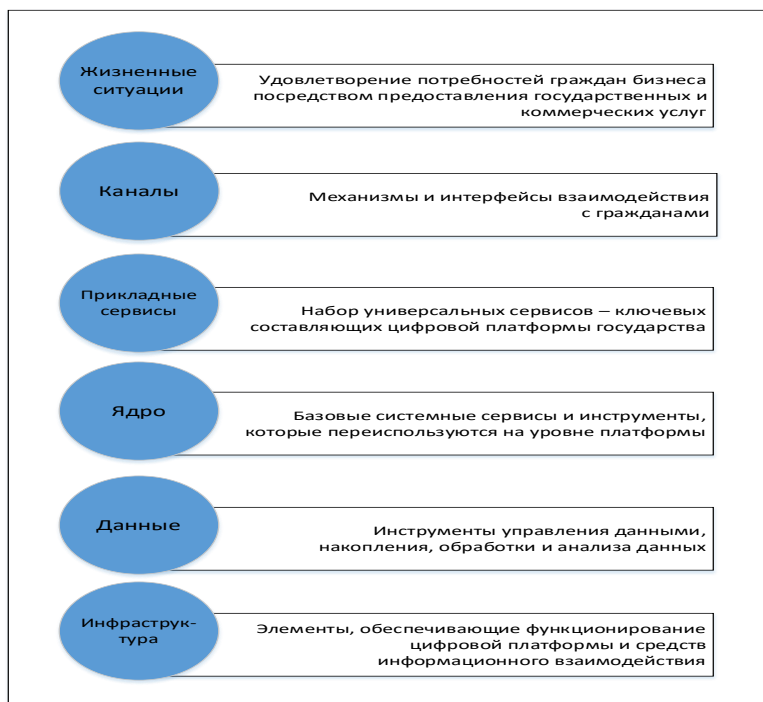 Жизненные
ситуации
Удовлетворение потребностей граждан бизнеса
посредством предоставления государственных и
коммерческих услуг
Каналы
Механизмы и интерфейсы взаимодействия
с гражданами
Прикладные
сервисы
Набор универсальных сервисов – ключевых
составляющих цифровой платформы государства
Ядро
Базовые системные сервисы и инструменты,
которые переиспользуются на уровне платформы
Данные
Инструменты управления данными,
накопления, обработки и анализа данных
Инфраструк-
тура
Элементы, обеспечивающие функционирование
цифровой платформы и средств
информационного взаимодействия